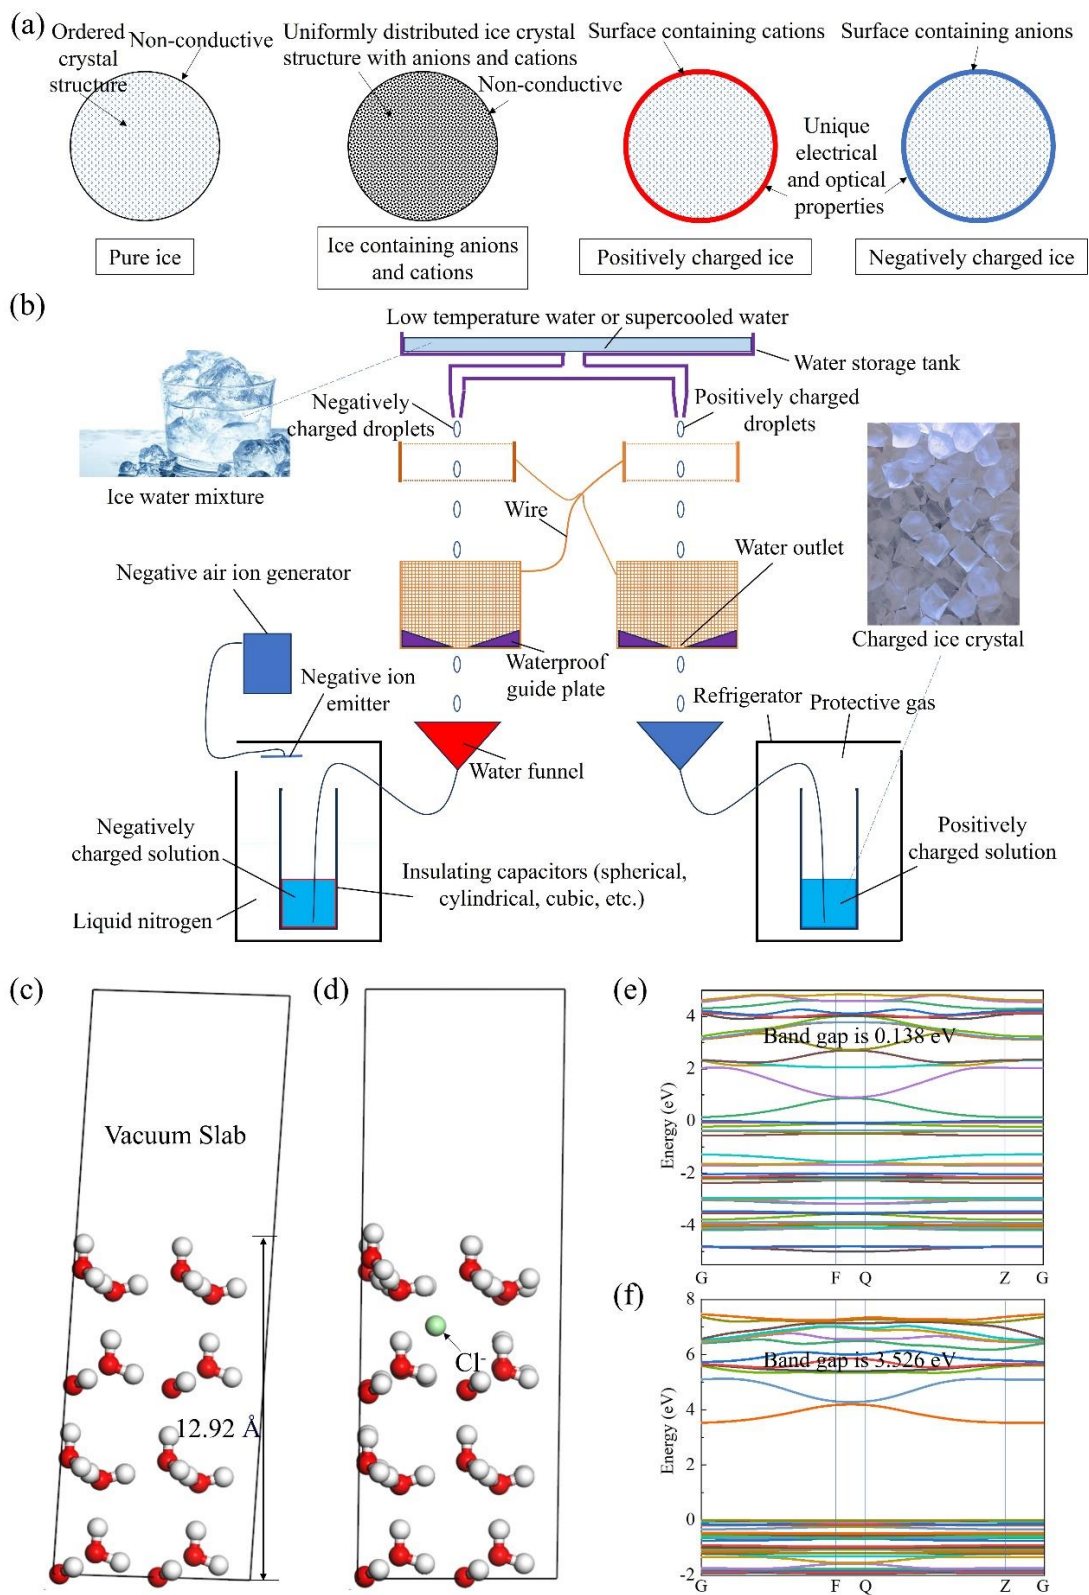 (a)
Ordered
crystal
structure
Non-conductive
Pure ice
Uniformly distributed ice crystal
structure with anions and cations
Non-conductive
Ice containing anions
and cations
Surface containing cations
Positively charged ice
Unique
electrical
and optical
properties
Surface containing anions
Negatively charged ice
(b)
Low temperature water or supercooled water
Water storage tank
Negatively
charged droplets
Positively charged
droplets
Ice water mixture
Wire
Water outlet
Negative air ion generator
Charged ice crystal
Waterproof
guide plate
Negative ion
emitter
Refrigerator
Protective gas
Water funnel
Negatively
charged solution
Positively
charged solution
Insulating capacitors (spherical,
cylindrical, cubic, etc.)
Liquid nitrogen
(c)
Vacuum Slab
12.92 Å
(d)
Cl⁻
(e)
Band gap is 0.138 eV
Energy (eV)
4
2
0
-2
-4
G F Q Z G
(f)
Band gap is 3.526 eV
Energy (eV)
8
6
4
2
0
-2
G F Q Z G